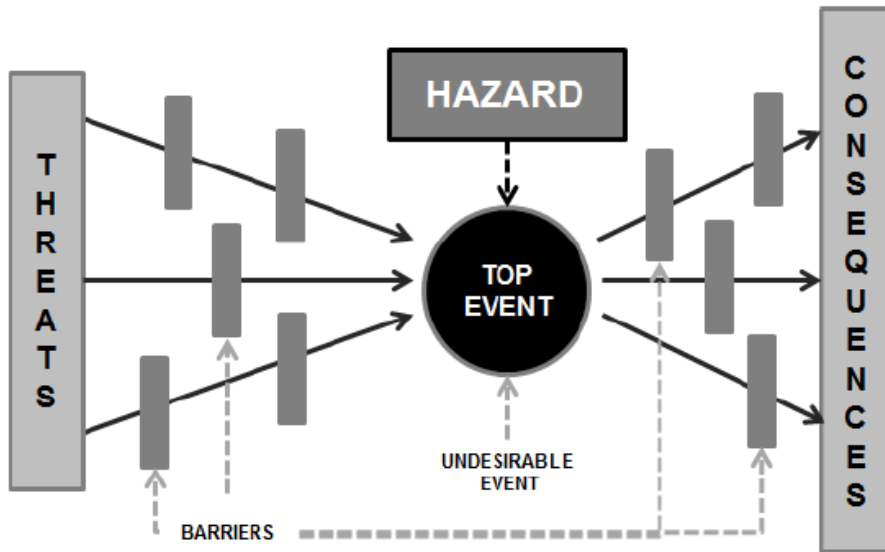 THREATS
HAZARD
TOP
EVENT
CONSEQUENCES
UNDESIRABLE
EVENT
BARRIERS